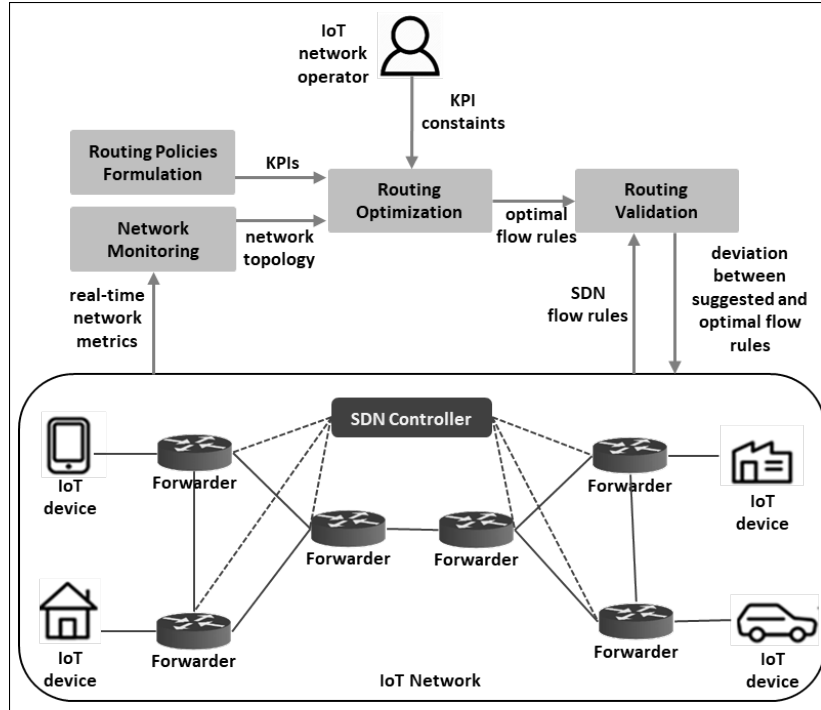 IoT
network
operator
KPI
constaints
Routing Policies
Formulation
KPIs
Routing
Optimization
Routing
Validation
Network
Monitoring
network
topology
optimal
flow rules
real-time
network
metrics
SDN
flow rules
deviation
between
suggested and
optimal flow
rules
SDN Controller
IoT
device
Forwarder
Forwarder
IoT
device
Forwarder
Forwarder
IoT
device
Forwarder
Forwarder
IoT
device
IoT Network